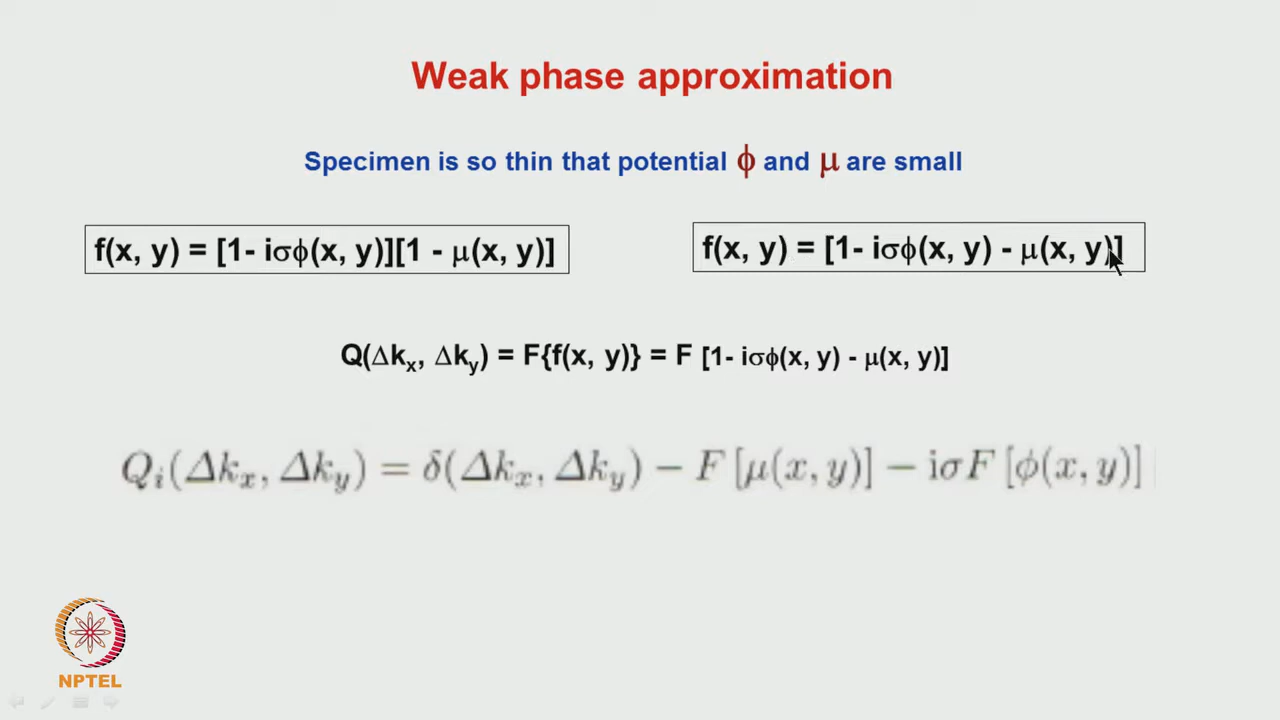 Weak phase approximation
Specimen is so thin that potential ϕ and μ are small
f(x, y) = [1- iσϕ(x, y)][1 - μ(x, y)]
f(x, y) = [1- iσϕ(x, y) - μ(x, y)]
Q(Δkx, Δky) = F{f(x, y)} = F [1- iσϕ(x, y) - μ(x, y)]
Qi(Δkx, Δky) = δ(Δkx, Δky) − F [μ(x, y)] − iσF [ϕ(x, y)]
NPTEL